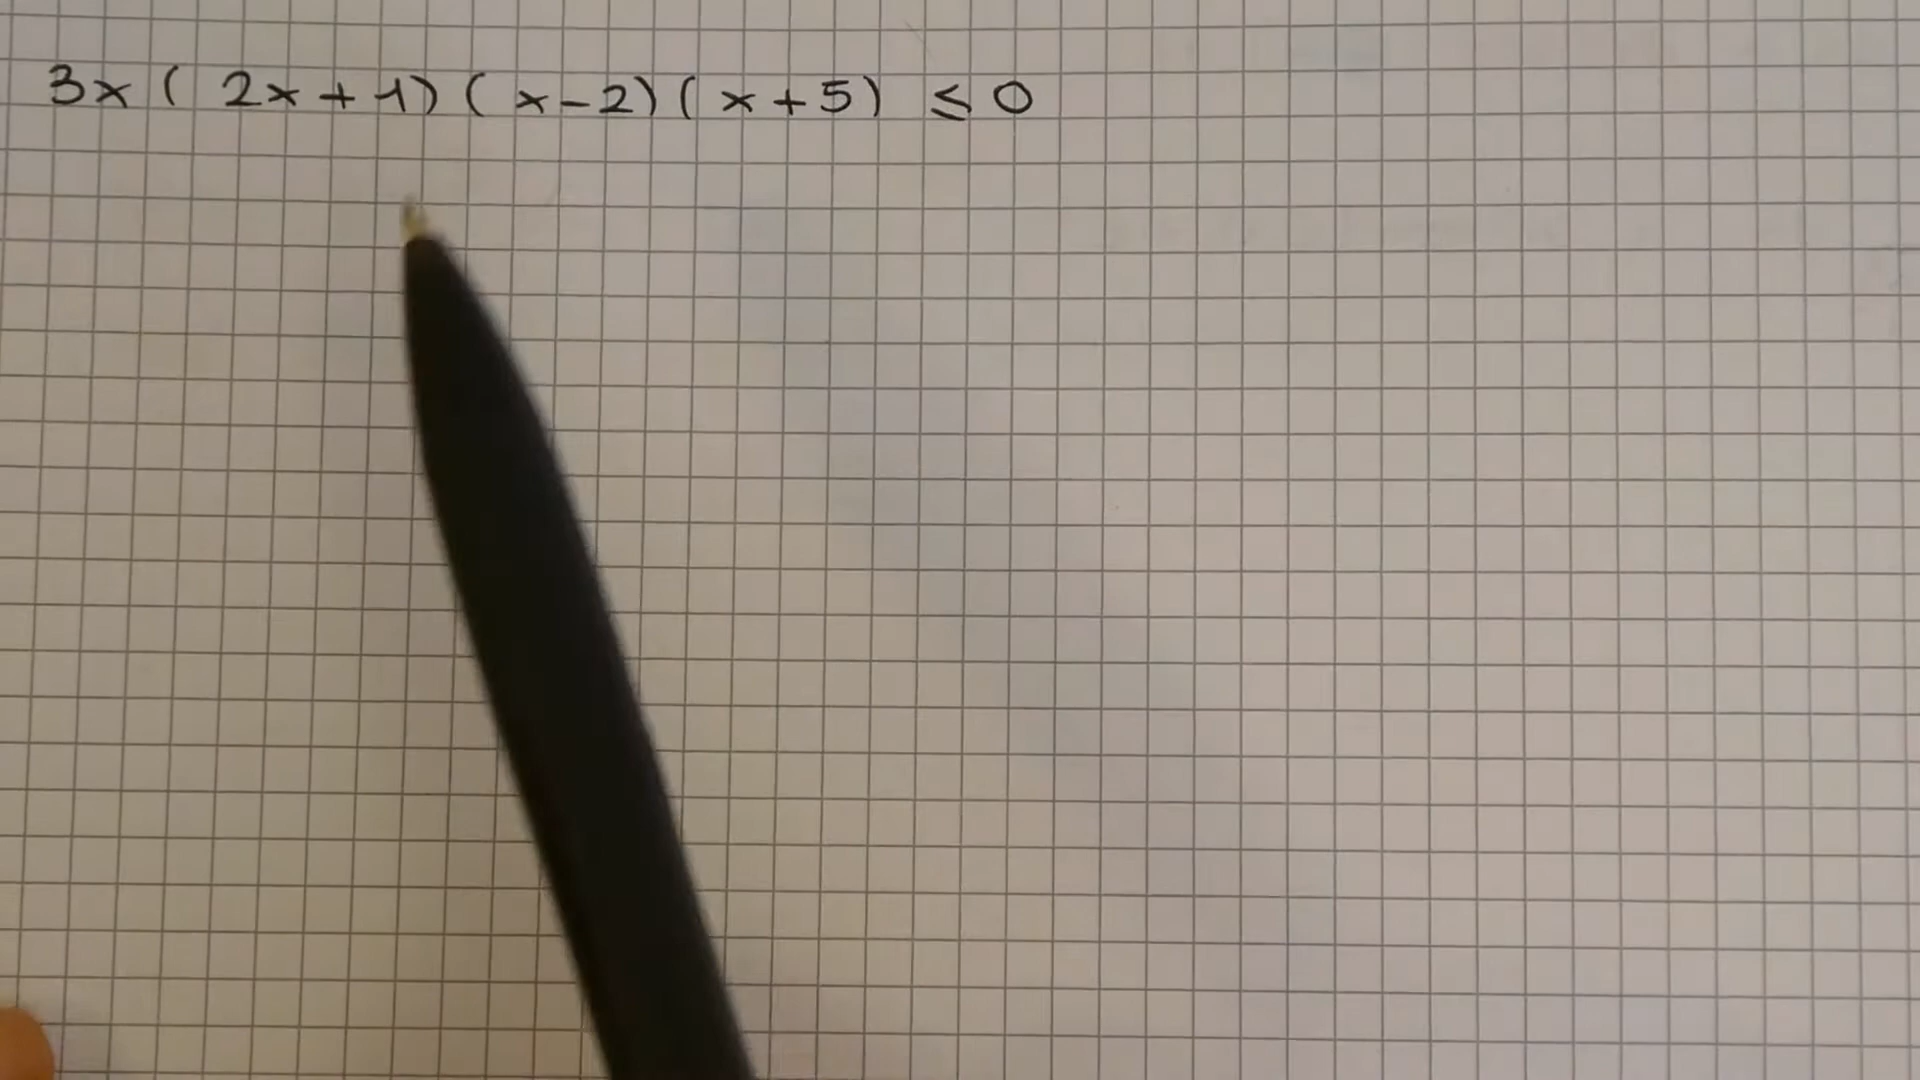 3x ( 2x + 1) ( x - 2) ( x + 5) ≤ 0